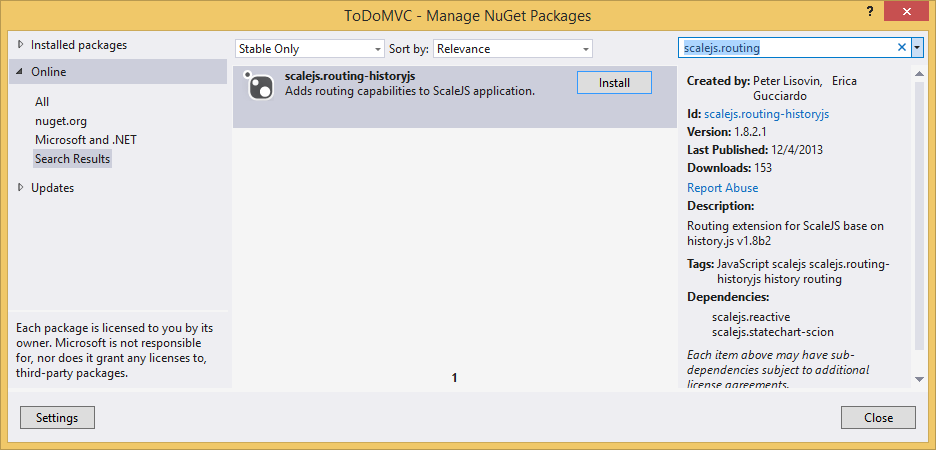 ToDoMVC - Manage NuGet Packages
?
Installed packages
Online
All
nuget.org
Microsoft and .NET
Search Results
Updates
Each package is licensed to you by its
owner. Microsoft is not responsible
for, nor does it grant any licenses to,
third-party packages.
Settings
Stable Only
Sort by: Relevance
scalejs.routing-historyjs
Adds routing capabilities to ScaleJS application.
Install
1
scalejs.routing
Created by: Peter Lisovin, Erica
Gucciardo
Id: scalejs.routing-historyjs
Version: 1.8.2.1
Last Published: 12/4/2013
Downloads: 153
Report Abuse
Description:
Routing extension for ScaleJS base on
history.js v1.8b2
Tags: JavaScript scalejs scalejs.routing-
historyjs history routing
Dependencies:
scalejs.reactive
scalejs.statechart-scion
Each item above may have sub-
dependencies subject to additional
license agreements.
Close